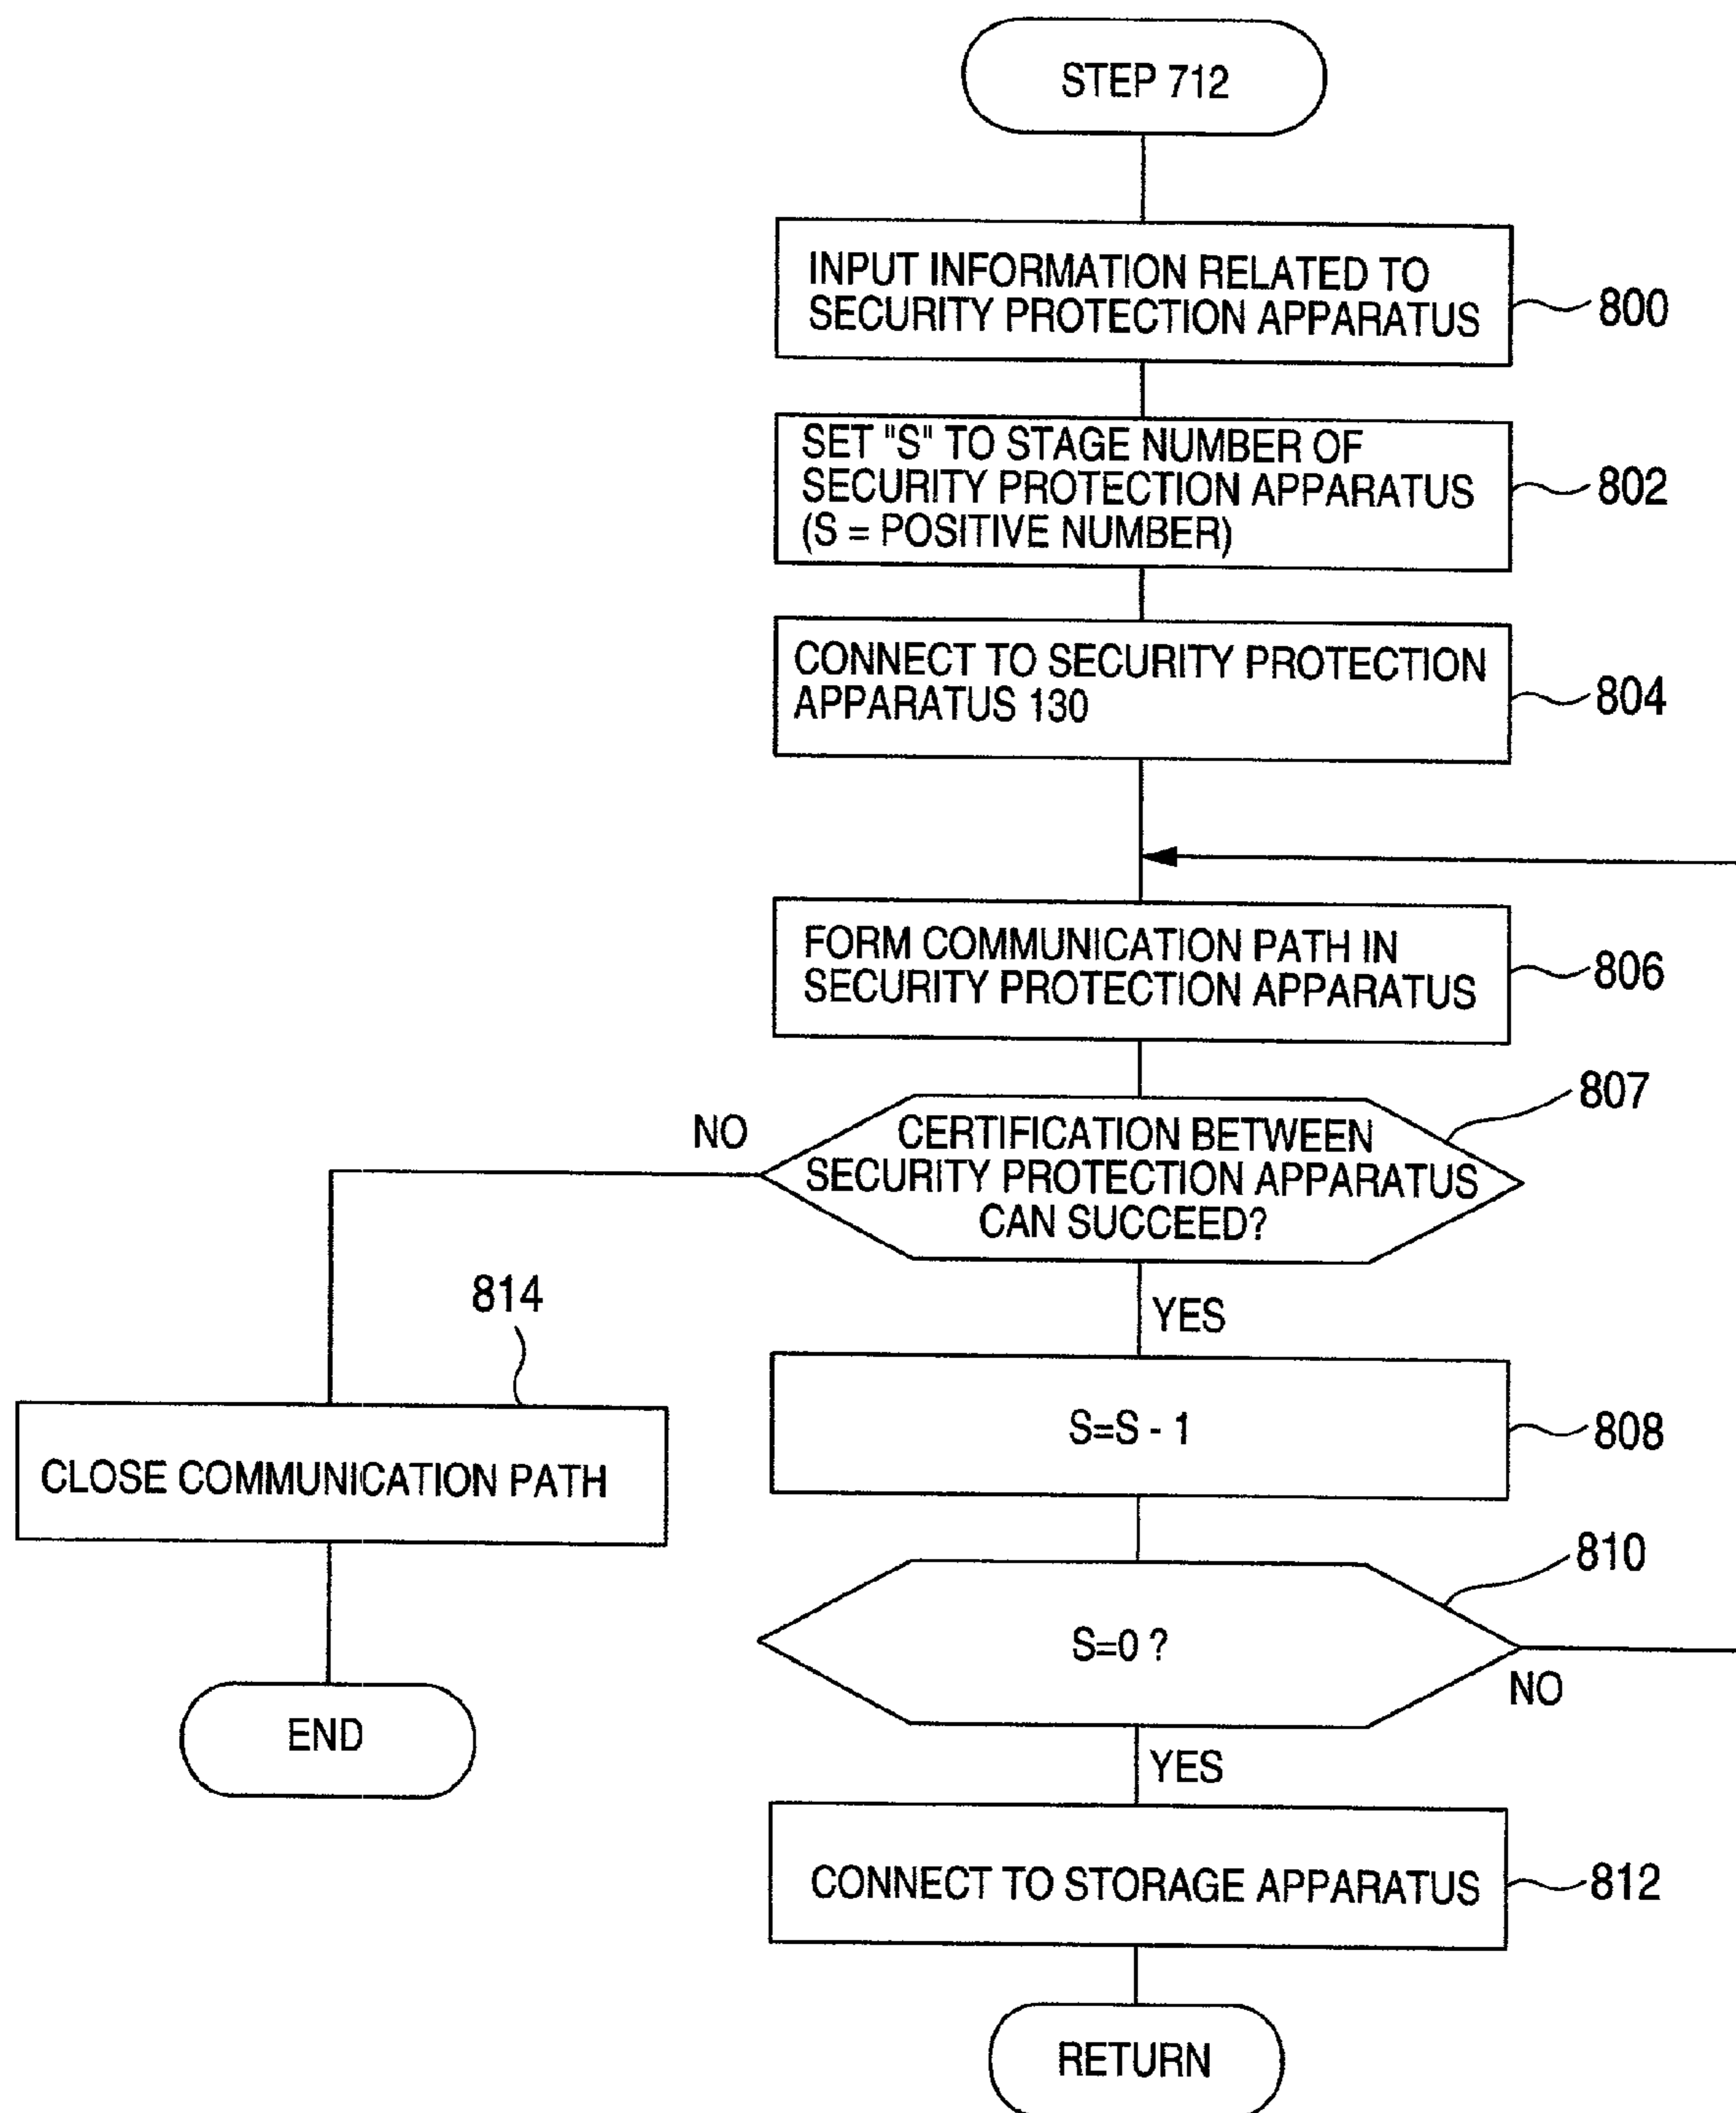 STEP 712
INPUT INFORMATION RELATED TO
SECURITY PROTECTION APPARATUS
800
SET "S" TO STAGE NUMBER OF
SECURITY PROTECTION APPARATUS
(S = POSITIVE NUMBER)
802
CONNECT TO SECURITY PROTECTION
APPARATUS 130
804
FORM COMMUNICATION PATH IN
SECURITY PROTECTION APPARATUS
806
807
NO
CERTIFICATION BETWEEN
SECURITY PROTECTION APPARATUS
CAN SUCCEED?
YES
814
CLOSE COMMUNICATION PATH
END
S=S - 1
808
810
S=0 ?
NO
YES
CONNECT TO STORAGE APPARATUS
812
RETURN